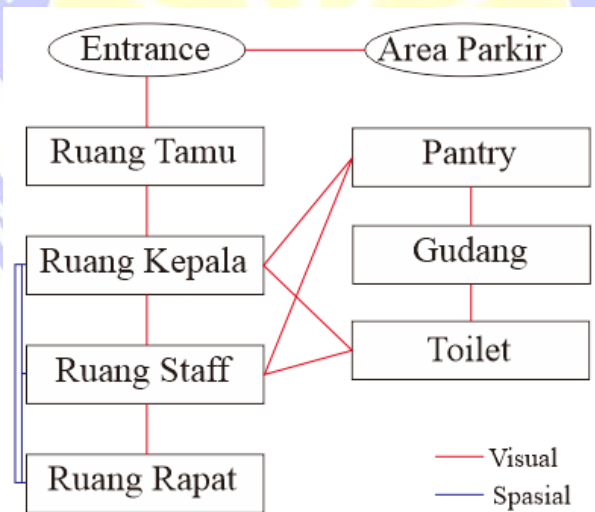 Entrance
Area Parkir
Ruang Tamu
Pantry
Ruang Kepala
Gudang
Ruang Staff
Toilet
Ruang Rapat
Visual
Spasial